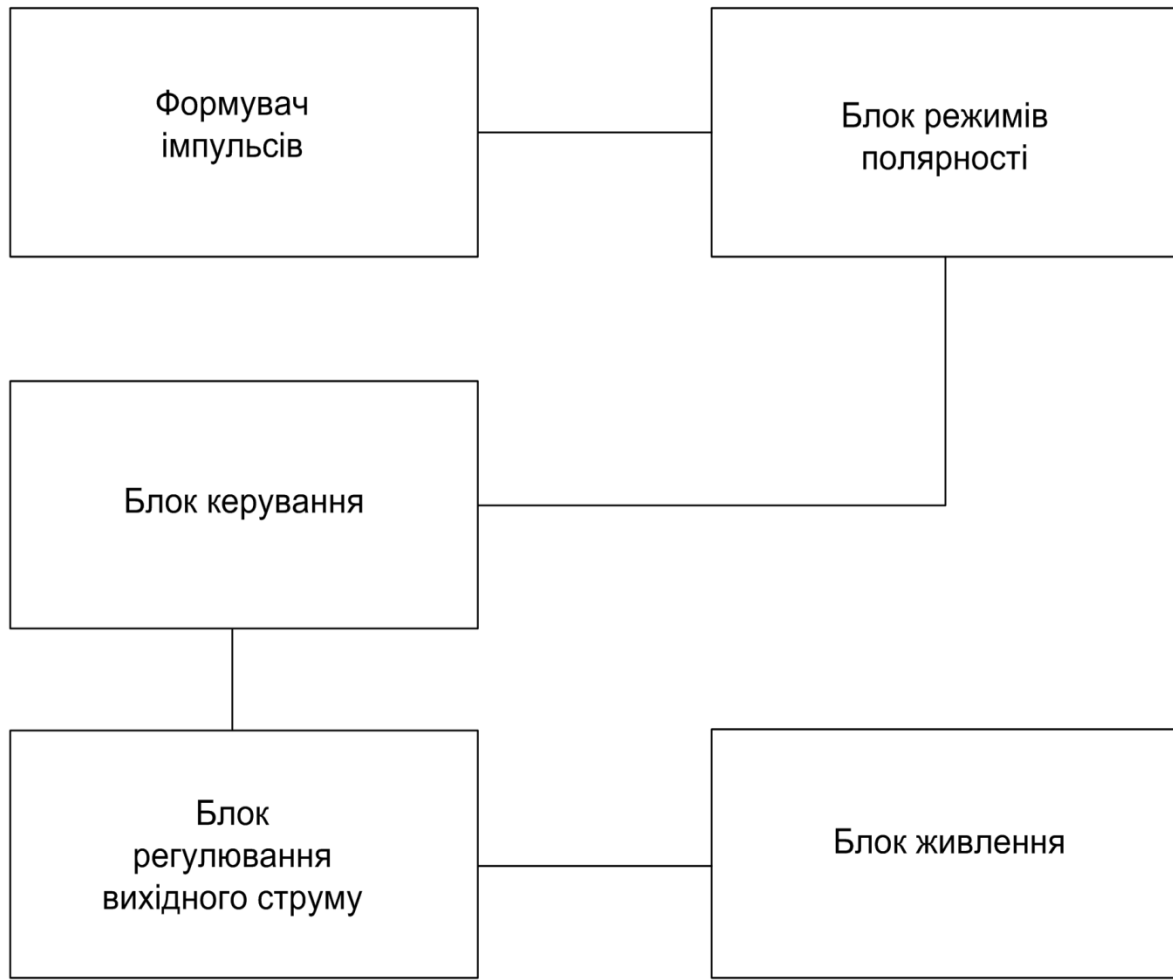 Формувач
імпульсів
Блок режимів
полярності
Блок керування
Блок
регулювання
вихідного струму
Блок живлення